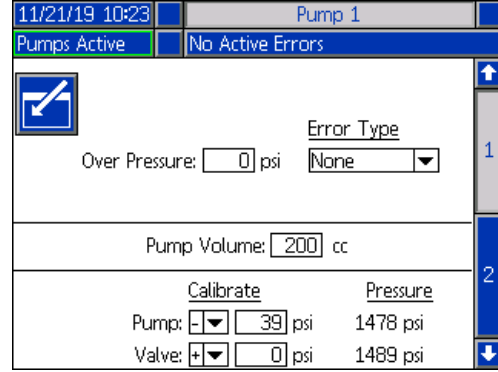 11/21/19 10:23 Pump 1
Pumps Active No Active Errors
Error Type
Over Pressure: 0 psi None
1
Pump Volume: 200 cc
2
Calibrate Pressure
Pump: - 39 psi 1478 psi
Valve: + 0 psi 1489 psi